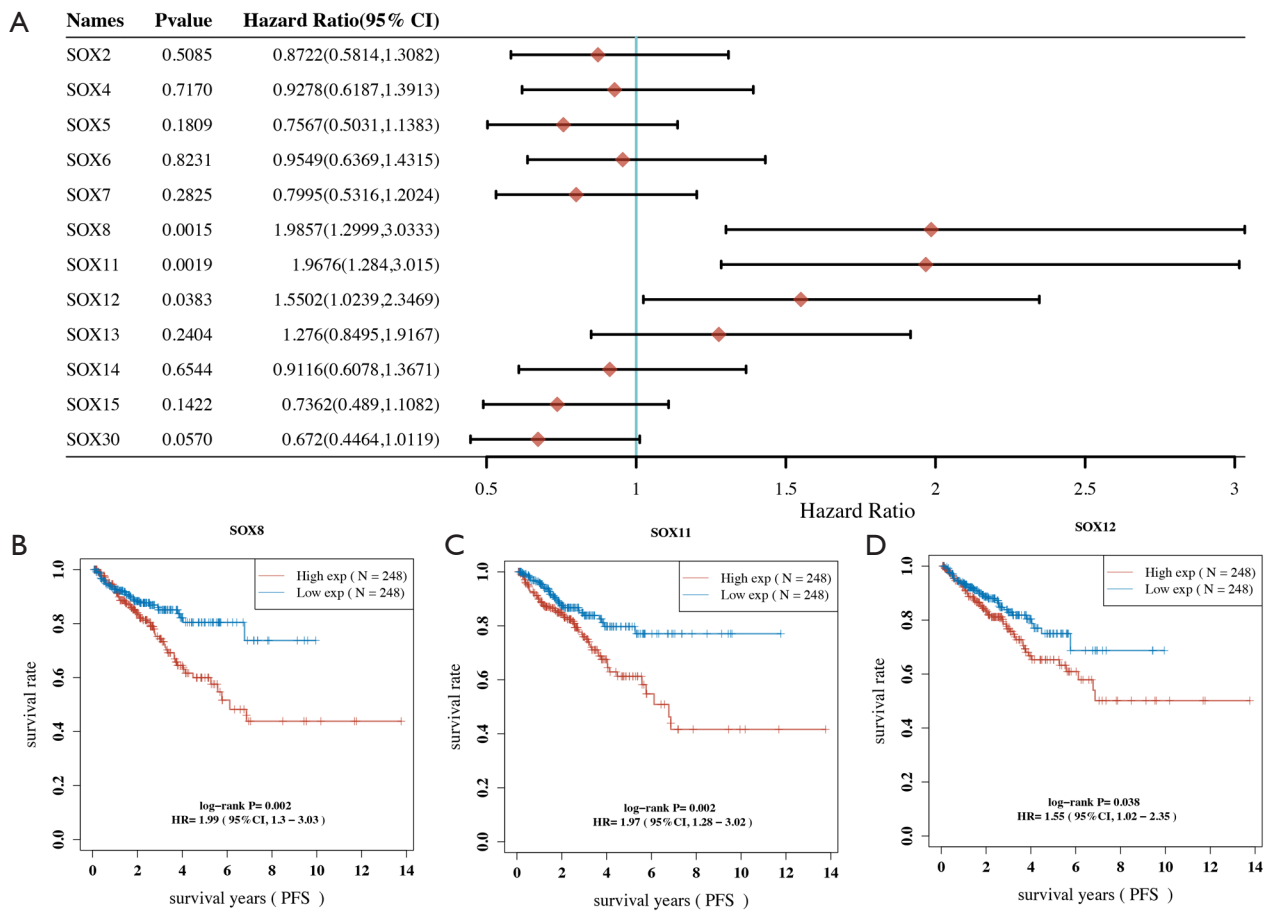 A
Names Pvalue Hazard Ratio(95% CI)
SOX2 0.5085 0.8722(0.5814,1.3082)
SOX4 0.7170 0.9278(0.6187,1.3913)
SOX5 0.1809 0.7567(0.5031,1.1383)
SOX6 0.8231 0.9549(0.6369,1.4315)
SOX7 0.2825 0.7995(0.5316,1.2024)
SOX8 0.0015 1.9857(1.2999,3.0333)
SOX11 0.0019 1.9676(1.284,3.015)
SOX12 0.0383 1.5502(1.0239,2.3469)
SOX13 0.2404 1.276(0.8495,1.9167)
SOX14 0.6544 0.9116(0.6078,1.3671)
SOX15 0.1422 0.7362(0.489,1.1082)
SOX30 0.0570 0.672(0.4464,1.0119)
0.5 1 1.5 2 2.5 3
Hazard Ratio
B
SOX8
High exp ( N = 248)
Low exp ( N = 248)
survival rate
1.0
0.8
0.6
0.4
0.2
0.0
log−rank P= 0.002
HR= 1.99 ( 95%CI, 1.3 − 3.03 )
0 2 4 6 8 10 12 14
survival years ( PFS )
C
SOX11
High exp ( N = 248)
Low exp ( N = 248)
survival rate
1.0
0.8
0.6
0.4
0.2
0.0
log−rank P= 0.002
HR= 1.97 ( 95%CI, 1.28 − 3.02 )
0 2 4 6 8 10 12 14
survival years ( PFS )
D
SOX12
High exp ( N = 248)
Low exp ( N = 248)
survival rate
1.0
0.8
0.6
0.4
0.2
0.0
log−rank P= 0.038
HR= 1.55 ( 95%CI, 1.02 − 2.35 )
0 2 4 6 8 10 12 14
survival years ( PFS )